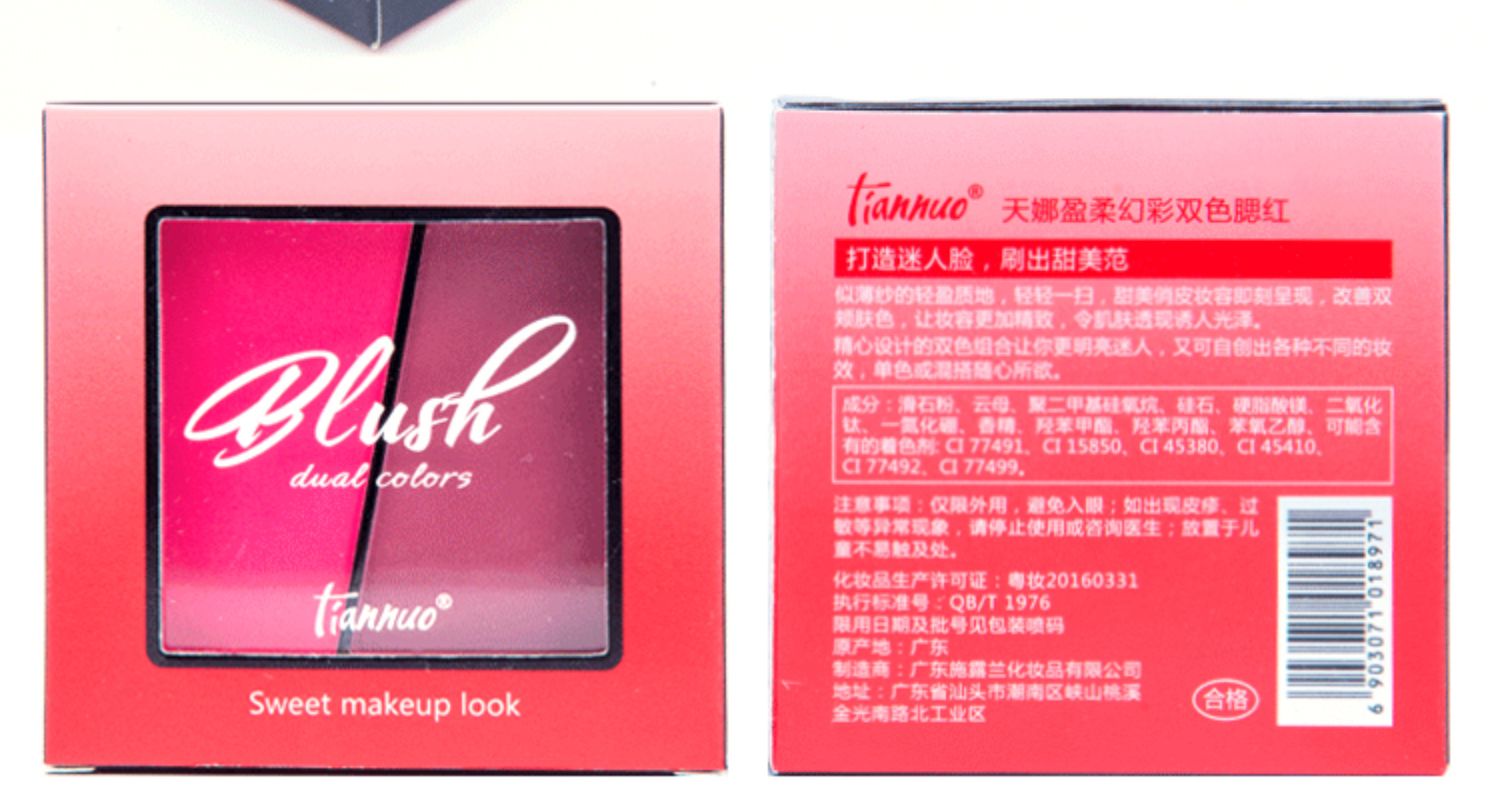 Blush
dual colors
tiannuo®
Sweet makeup look
tiannuo® 天娜盈柔幻彩双色腮红
打造迷人脸，刷出甜美范
似薄纱的轻盈质地，轻轻一扫，甜美俏皮妆容即刻呈现，改善双
颊肤色，让妆容更加精致，令肌肤透现诱人光泽。
精心设计的双色组合让你更明亮迷人，又可自创出各种不同的妆
效，单色或混搭随心所欲。
成分：滑石粉、云母、聚二甲基硅氧烷、硅石、硬脂酸镁、二氧化
钛、一氮化硼、香精、羟苯甲酯、羟苯丙酯、苯氧乙醇、可能含
有的着色剂: CI 77491、CI 15850、CI 45380、CI 45410、
CI 77492、CI 77499。
注意事项：仅限外用，避免入眼；如出现皮疹、过
敏等异常现象，请停止使用或咨询医生；放置于儿
童不易触及处。
化妆品生产许可证：粤妆20160331
执行标准号：QB/T 1976
限用日期及批号见包装喷码
原产地：广东
制造商：广东施露兰化妆品有限公司
地址：广东省汕头市潮南区峡山桃溪
金光南路北工业区
合格
6 903071 018971